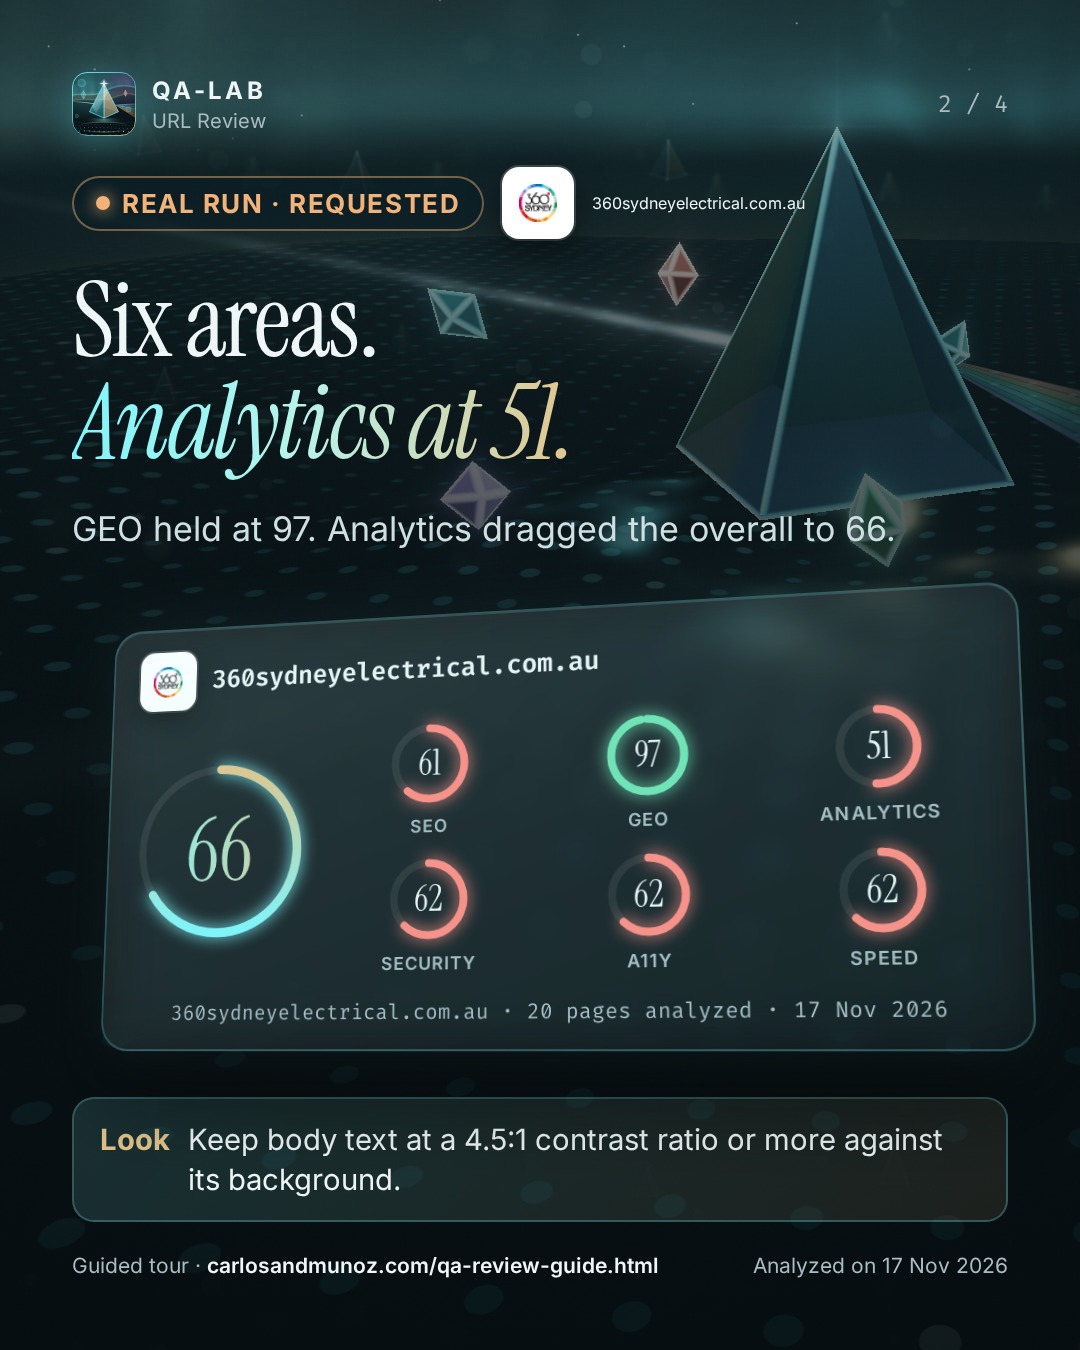 QA-LAB
URL Review
2 / 4
REAL RUN · REQUESTED
360 SYDNEY
360sydneyelectrical.com.au
Six areas.
Analytics at 51.
GEO held at 97. Analytics dragged the overall to 66.
360 SYDNEY
360sydneyelectrical.com.au
66
61
SEO
97
GEO
51
ANALYTICS
62
SECURITY
62
A11Y
62
SPEED
360sydneyelectrical.com.au · 20 pages analyzed · 17 Nov 2026
Look Keep body text at a 4.5:1 contrast ratio or more against
its background.
Guided tour · carlosandmunoz.com/qa-review-guide.html
Analyzed on 17 Nov 2026